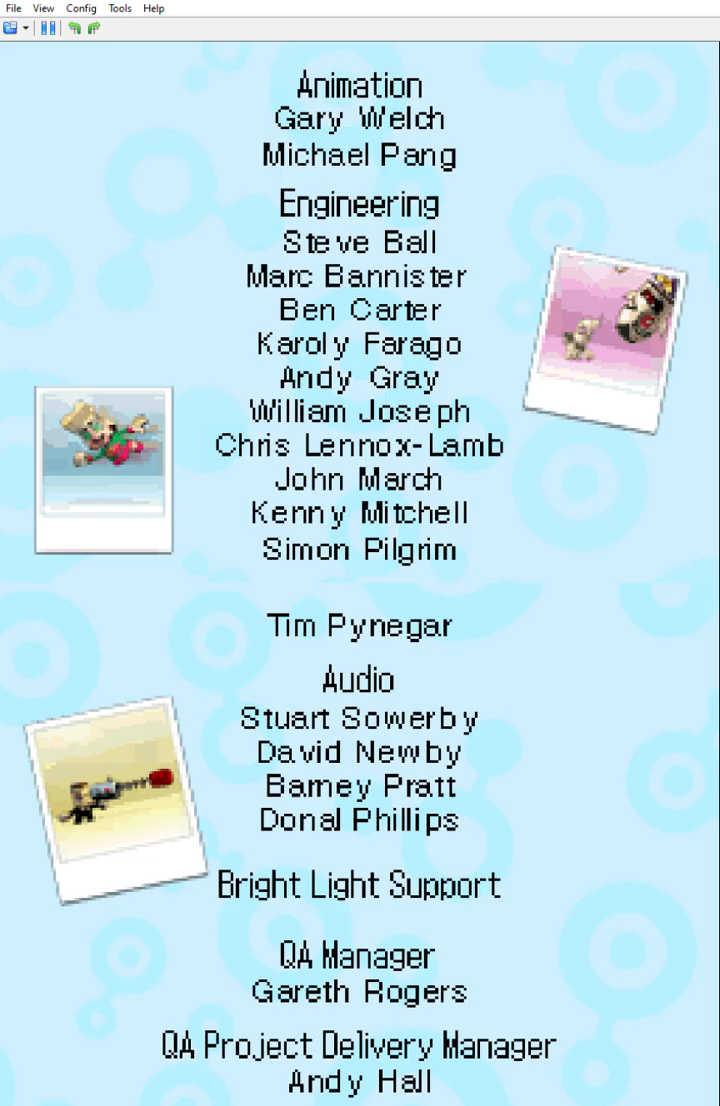 File View Config Tools Help
Animation
Gary Welch
Michael Pang
Engineering
Steve Ball
Marc Bannister
Ben Carter
Karoly Farago
Andy Gray
William Joseph
Chris Lennox-Lamb
John March
Kenny Mitchell
Simon Pilgrim
Tim Pynegar
Audio
Stuart Sowerby
David Newby
Barney Pratt
Donal Phillips
Bright Light Support
QA Manager
Gareth Rogers
QA Project Delivery Manager
Andy Hall